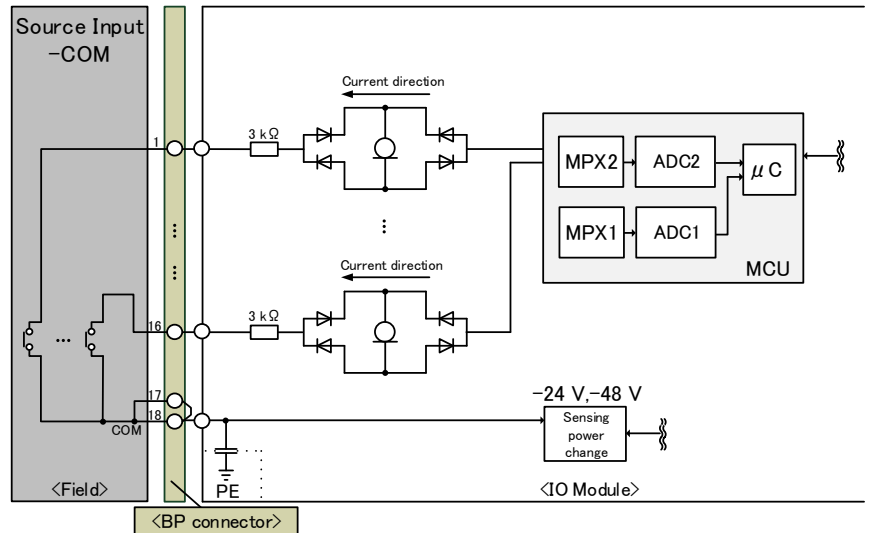 Source Input
-COM
Current direction
1
3 kΩ
MPX2
ADC2
μC
MPX1
ADC1
MCU
Current direction
16
3 kΩ
17
18
COM
-24 V,-48 V
Sensing
power
change
PE
<Field>
<IO Module>
<BP connector>